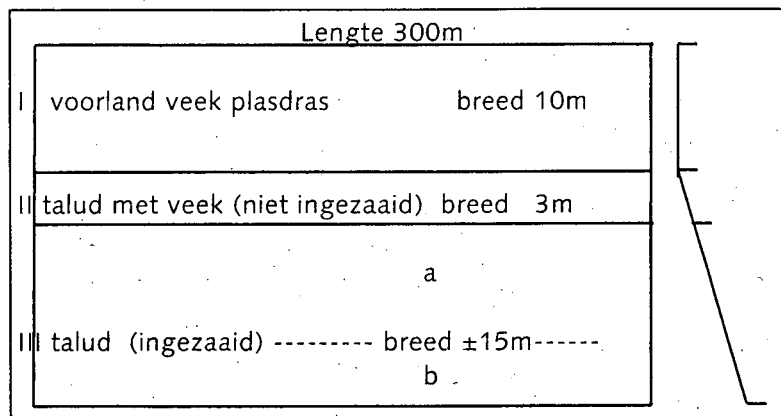 Lengte 300m
I voorland veek plasdras breed 10m
II talud met veek (niet ingezaaid) breed 3m
a
III talud (ingezaaid) --------- breed ±15m------
b